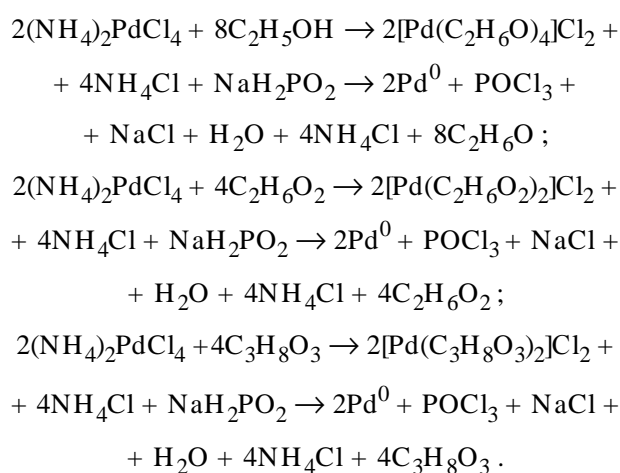 2(NH₄)₂PdCl₄ + 8C₂H₅OH → 2[Pd(C₂H₆O)₄]Cl₂ +
+ 4NH₄Cl + NaH₂PO₂ → 2Pd⁰ + POCl₃ +
+ NaCl + H₂O + 4NH₄Cl + 8C₂H₆O ;
2(NH₄)₂PdCl₄ + 4C₂H₆O₂ → 2[Pd(C₂H₆O₂)₂]Cl₂ +
+ 4NH₄Cl + NaH₂PO₂ → 2Pd⁰ + POCl₃ + NaCl +
+ H₂O + 4NH₄Cl + 4C₂H₆O₂ ;
2(NH₄)₂PdCl₄ +4C₃H₈O₃ → 2[Pd(C₃H₈O₃)₂]Cl₂ +
+ 4NH₄Cl + NaH₂PO₂ → 2Pd⁰ + POCl₃ + NaCl +
+ H₂O + 4NH₄Cl + 4C₃H₈O₃ .